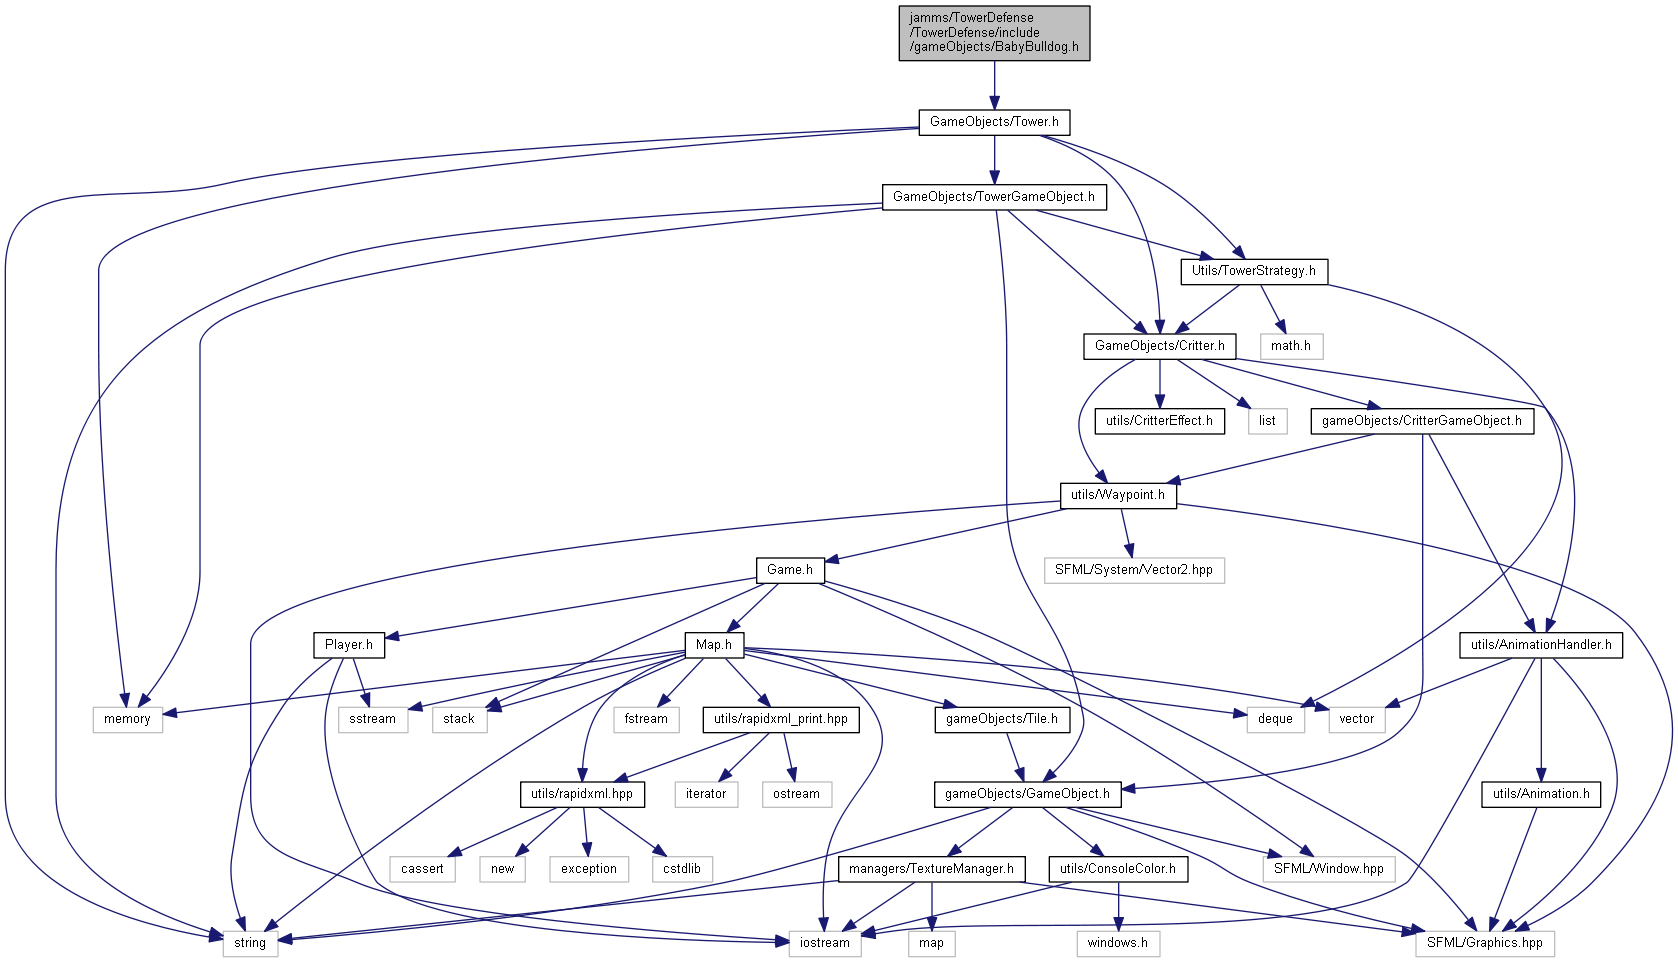 jamms/TowerDefense
/TowerDefense/include
/gameObjects/BabyBulldog.h
GameObjects/Tower.h
GameObjects/TowerGameObject.h
Utils/TowerStrategy.h
GameObjects/Critter.h
math.h
utils/CritterEffect.h
list
gameObjects/CritterGameObject.h
utils/Waypoint.h
Game.h
SFML/System/Vector2.hpp
Player.h
Map.h
utils/AnimationHandler.h
memory
sstream
stack
fstream
utils/rapidxml_print.hpp
gameObjects/Tile.h
deque
vector
utils/rapidxml.hpp
iterator
ostream
gameObjects/GameObject.h
utils/Animation.h
cassert
new
exception
cstdlib
managers/TextureManager.h
utils/ConsoleColor.h
SFML/Window.hpp
string
iostream
map
windows.h
SFML/Graphics.hpp